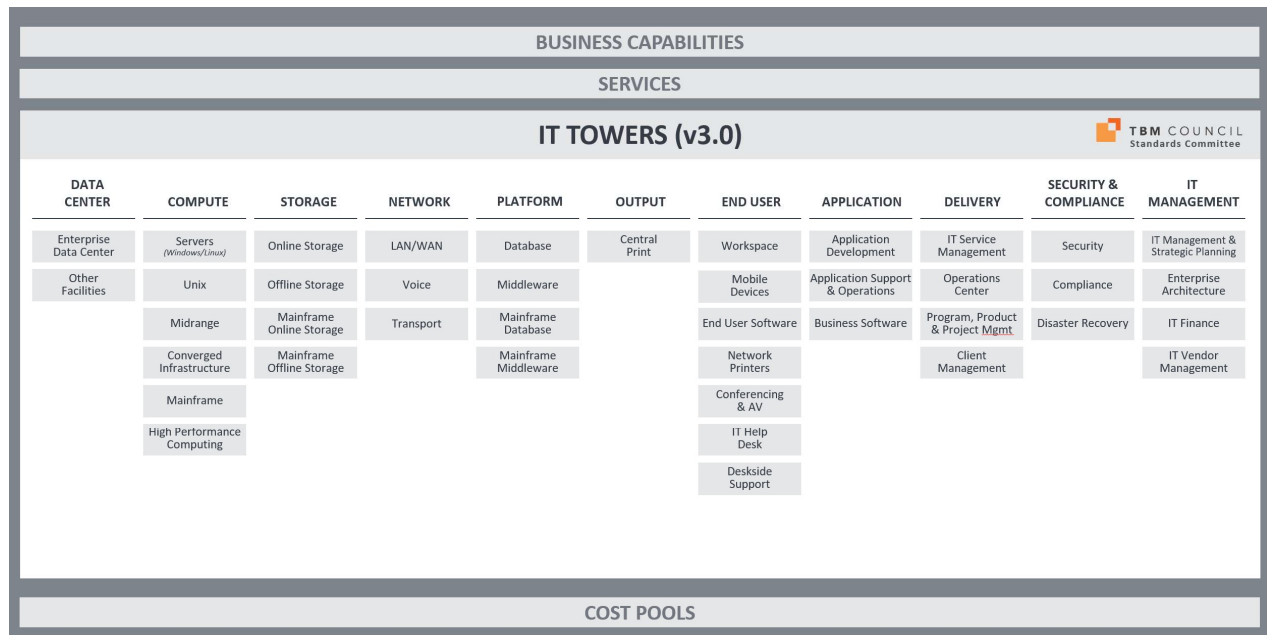 BUSINESS CAPABILITIES
SERVICES
IT TOWERS (v3.0)
TBM COUNCIL
Standards Committee
DATA
CENTER
Enterprise
Data Center
Other
Facilities
COMPUTE
Servers
(Windows/Linux)
Unix
Midrange
Converged
Infrastructure
Mainframe
High Performance
Computing
STORAGE
Online Storage
Offline Storage
Mainframe
Online Storage
Mainframe
Offline Storage
NETWORK
LAN/WAN
Voice
Transport
PLATFORM
Database
Middleware
Mainframe
Database
Mainframe
Middleware
OUTPUT
Central
Print
END USER
Workspace
Mobile
Devices
End User Software
Network
Printers
Conferencing
& AV
IT Help
Desk
Deskside
Support
APPLICATION
Application
Development
Application Support
& Operations
Business Software
DELIVERY
IT Service
Management
Operations
Center
Program, Product
& Project Mgmt
Client
Management
SECURITY &
COMPLIANCE
Security
Compliance
Disaster Recovery
IT
MANAGEMENT
IT Management &
Strategic Planning
Enterprise
Architecture
IT Finance
IT Vendor
Management
COST POOLS